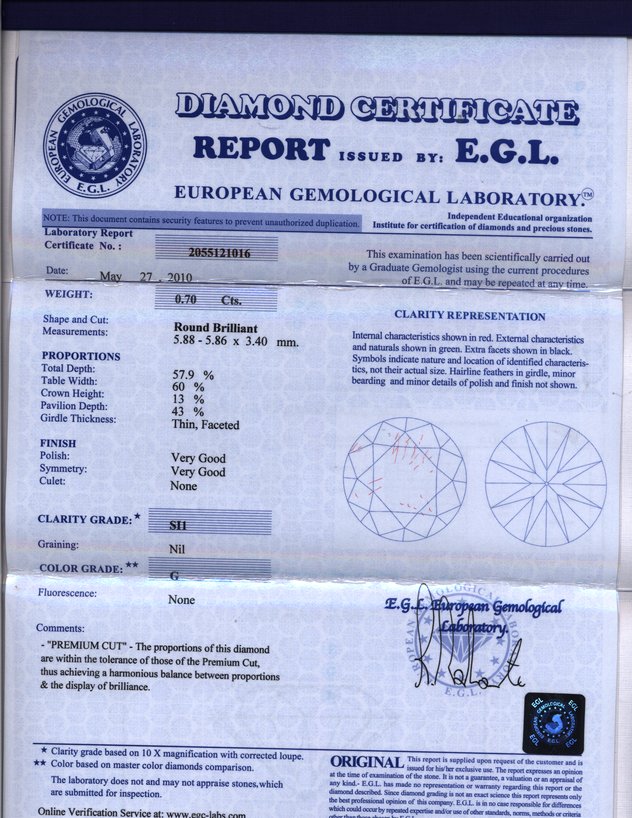 EUROPEAN GEMOLOGICAL LABORATORY
E.G.L.
DIAMOND CERTIFICATE
REPORT ISSUED BY: E.G.L.
EUROPEAN GEMOLOGICAL LABORATORY.™
NOTE: This document contains security features to prevent unauthorized duplication.
Independent Educational organization
Institute for certification of diamonds and precious stones.
Laboratory Report
Certificate No. : 2055121016
Date: May 27 . 2010
This examination has been scientifically carried out
by a Graduate Gemologist using the current procedures
of E.G.L. and may be repeated at any time.
WEIGHT: 0.70 Cts.
Shape and Cut: Round Brilliant
Measurements: 5.88 - 5.86 x 3.40 mm.
PROPORTIONS
Total Depth: 57.9 %
Table Width: 60 %
Crown Height: 13 %
Pavilion Depth: 43 %
Girdle Thickness: Thin, Faceted
FINISH
Polish: Very Good
Symmetry: Very Good
Culet: None
CLARITY GRADE: ★ SI1
Graining: Nil
COLOR GRADE: ★★ G
Fluorescence: None
CLARITY REPRESENTATION
Internal characteristics shown in red. External characteristics
and naturals shown in green. Extra facets shown in black.
Symbols indicate nature and location of identified characteris-
tics, not their actual size. Hairline feathers in girdle, minor
bearding and minor details of polish and finish not shown.
Comments:
- "PREMIUM CUT" - The proportions of this diamond
are within the tolerance of those of the Premium Cut,
thus achieving a harmonious balance between proportions
& the display of brilliance.
E.G.L. European Gemological
Laboratory.
E.G.L.
EGL EGL
EUROPEAN GEMOLOGICAL LABORATORY
EGL EGL
★ Clarity grade based on 10 X magnification with corrected loupe.
★★ Color based on master color diamonds comparison.
The laboratory does not and may not appraise stones,which
are submitted for inspection.
Online Verification Service at: www.egc-labs.com
ORIGINAL This report is supplied upon request of the customer and is
issued for his/her exclusive use. The report expresses an opinion
at the time of examination of the stone. It is not a guarantee, a valuation or an appraisal of
any kind.- E.G.L. has made no representation or warranty regarding this report or the
diamond described. Since diamond grading is not an exact science this report represents only
the best professional opinion of this company. E.G.L. is in no case responsible for differences
which could occur by repeated expertise and/or use of other standards, norms, methods or criteria